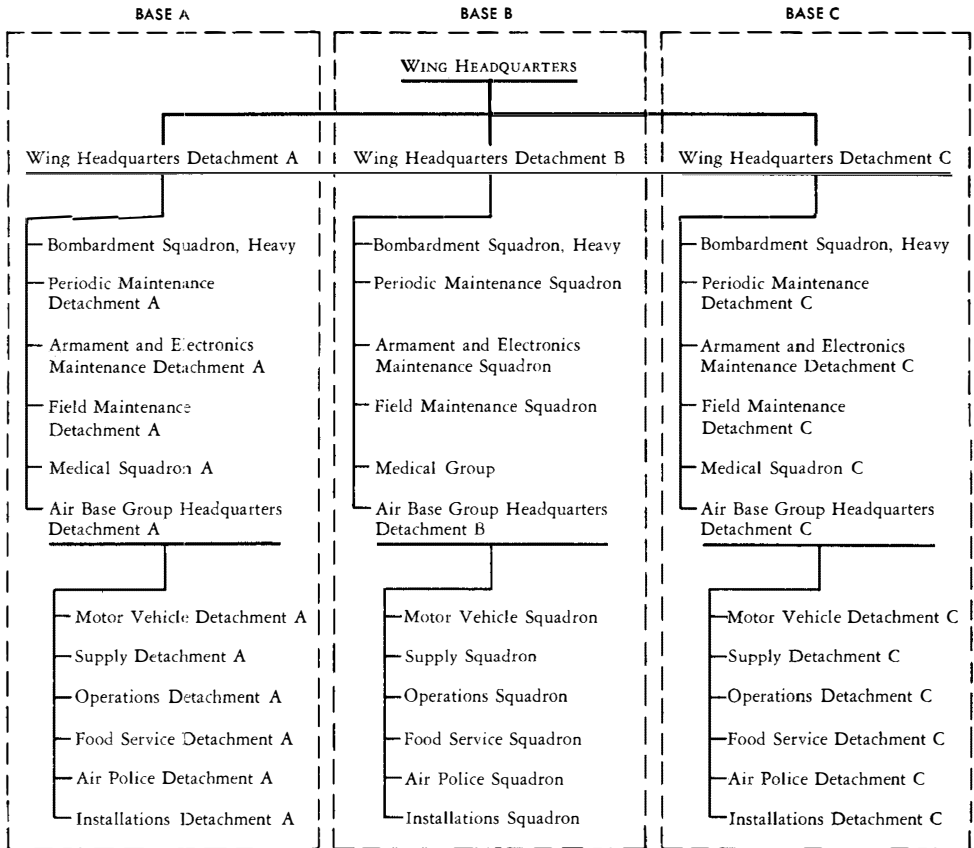 BASE A
BASE B
BASE C
WING HEADQUARTERS
Wing Headquarters Detachment A
Wing Headquarters Detachment B
Wing Headquarters Detachment C
Bombardment Squadron, Heavy
Periodic Maintenance
Detachment A
Armament and Electronics
Maintenance Detachment A
Field Maintenance
Detachment A
Medical Squadron A
Air Base Group Headquarters
Detachment A
Motor Vehicle Detachment A
Supply Detachment A
Operations Detachment A
Food Service Detachment A
Air Police Detachment A
Installations Detachment A
Bombardment Squadron, Heavy
Periodic Maintenance Squadron
Armament and Electronics
Maintenance Squadron
Field Maintenance Squadron
Medical Group
Air Base Group Headquarters
Detachment B
Motor Vehicle Squadron
Supply Squadron
Operations Squadron
Food Service Squadron
Air Police Squadron
Installations Squadron
Bombardment Squadron, Heavy
Periodic Maintenance
Detachment C
Armament and Electronics
Maintenance Detachment C
Field Maintenance
Detachment C
Medical Squadron C
Air Base Group Headquarters
Detachment C
Motor Vehicle Detachment C
Supply Detachment C
Operations Detachment C
Food Service Detachment C
Air Police Detachment C
Installations Detachment C